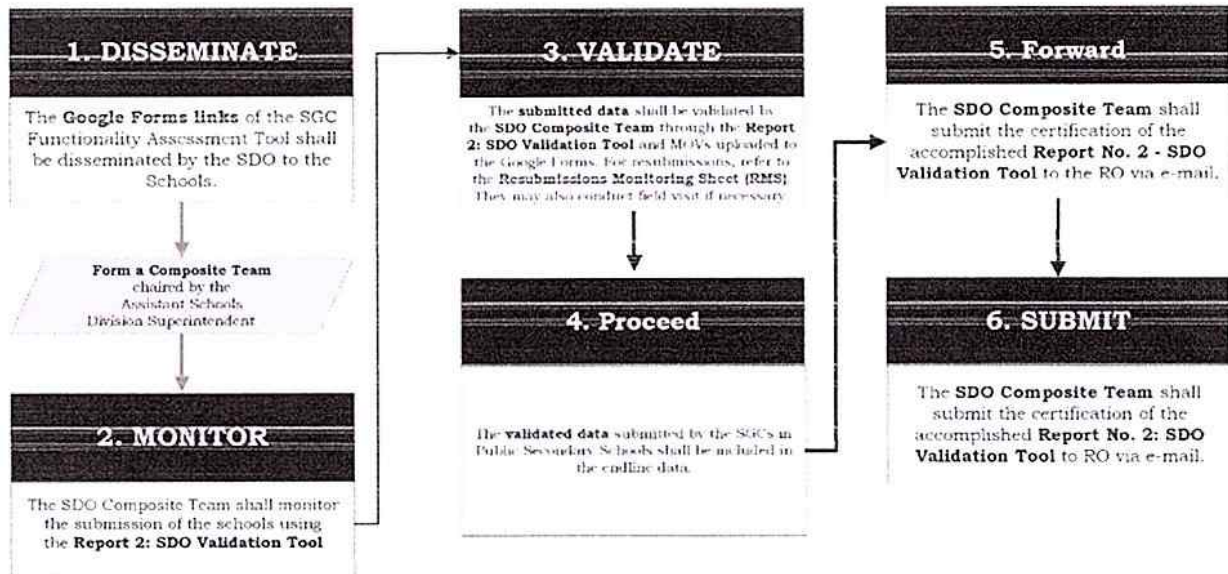 1. DISSEMINATE
The Google Forms links of the SGC
Functionality Assessment Tool shall
be disseminated by the SDO to the
Schools.
Form a Composite Team
chaired by the
Assistant Schools
Division Superintendent
2. MONITOR
The SDO Composite Team shall monitor
the submission of the schools using
the Report 2: SDO Validation Tool
3. VALIDATE
The submitted data shall be validated by
the SDO Composite Team through the Report
2: SDO Validation Tool and MOVs uploaded
to the Google Forms. For resubmissions, refer to
the Resubmissions Monitoring Sheet (RMS)
They may also conduct field visit if necessary.
4. Proceed
The validated data submitted by the SGCs in
Public Secondary Schools shall be included in
the endline data.
5. Forward
The SDO Composite Team shall
submit the certification of the
accomplished Report No. 2 - SDO
Validation Tool to the RO via e-mail.
6. SUBMIT
The SDO Composite Team shall
submit the certification of the
accomplished Report No. 2: SDO
Validation Tool to RO via e-mail.